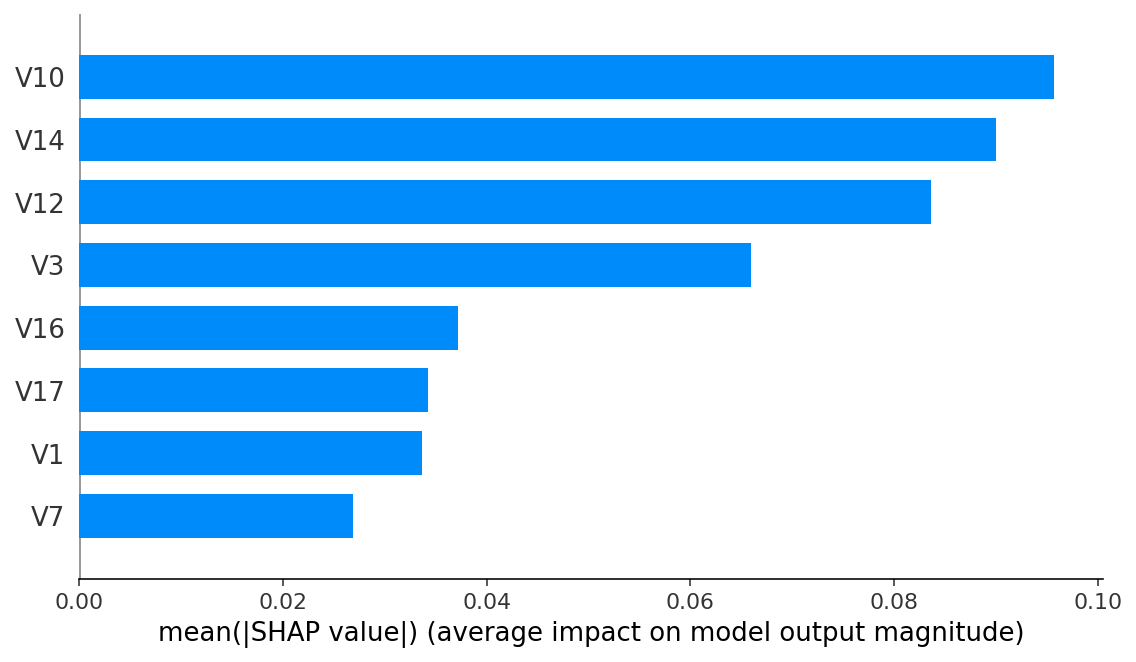 V10
V14
V12
V3
V16
V17
V1
V7
0.00 0.02 0.04 0.06 0.08 0.10
mean(|SHAP value|) (average impact on model output magnitude)